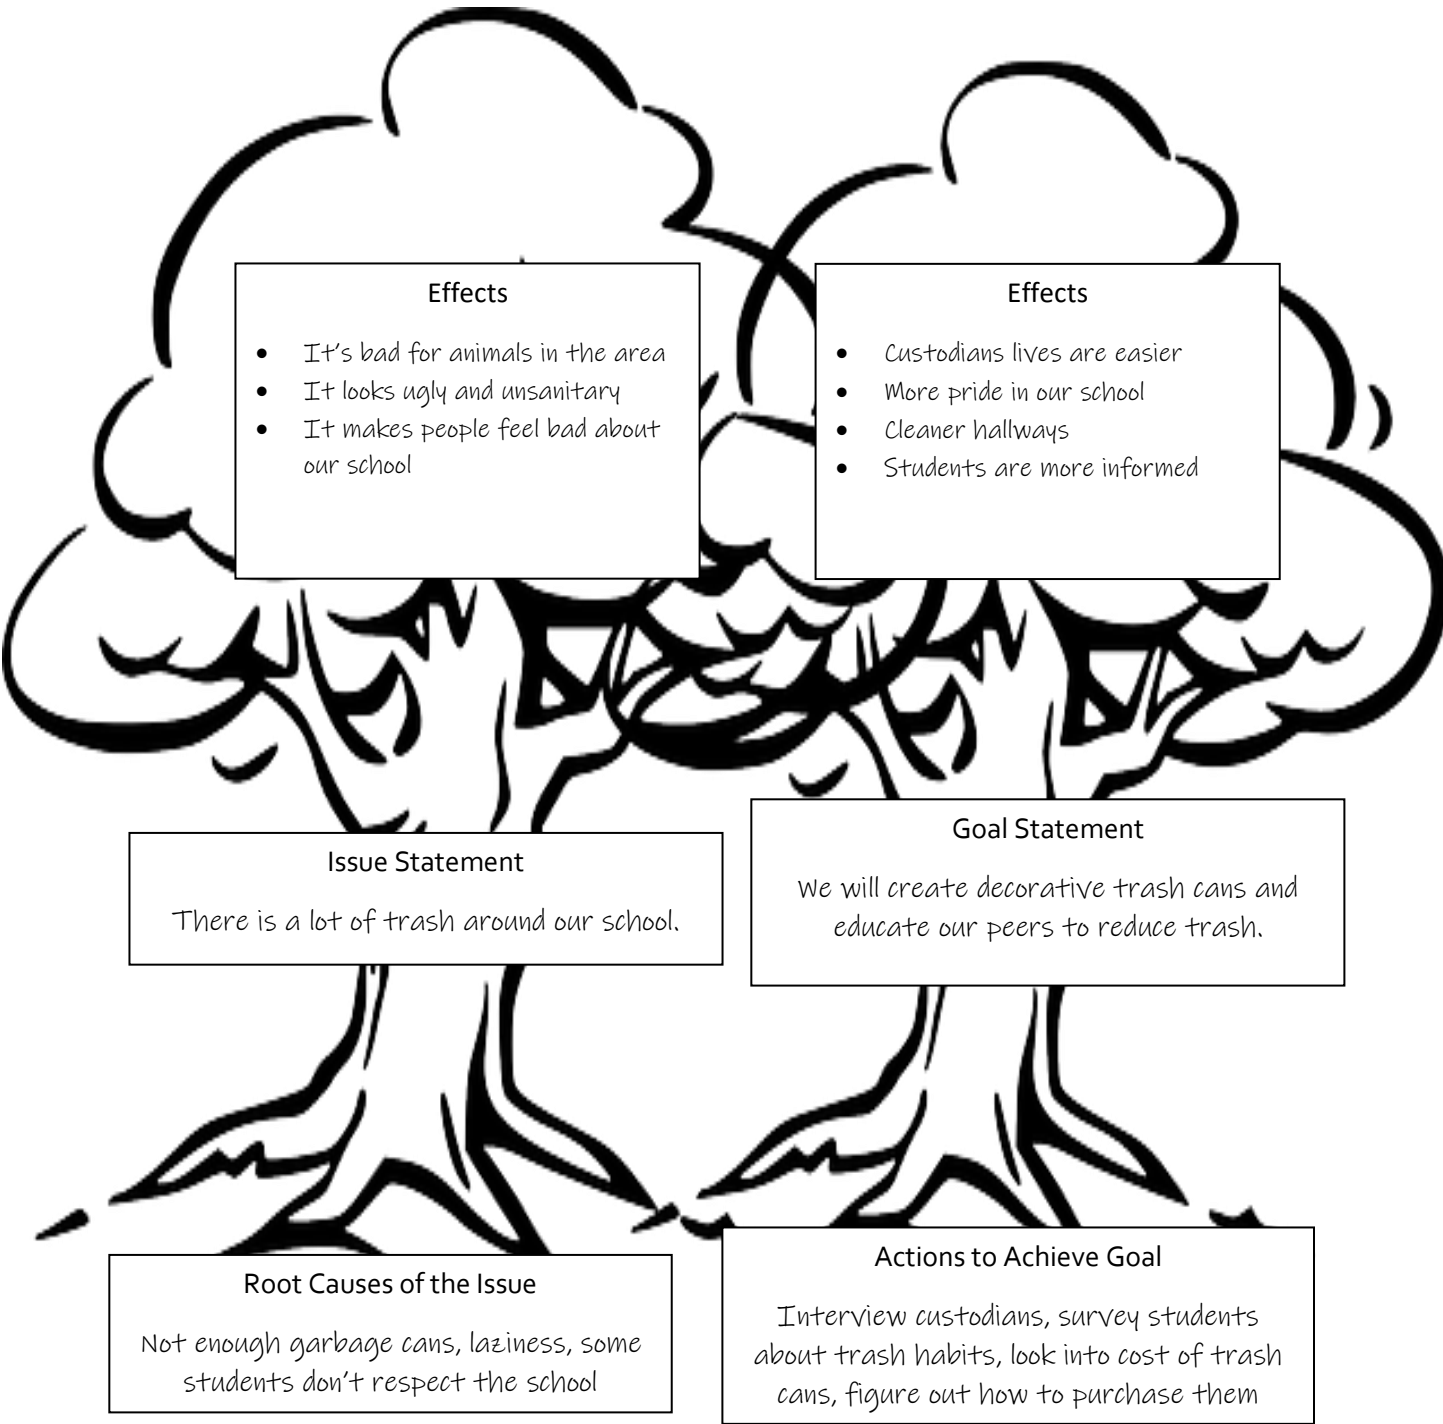 Effects
• It's bad for animals in the area
• It looks ugly and unsanitary
• It makes people feel bad about
our school
Effects
• Custodians lives are easier
• More pride in our school
• Cleaner hallways
• Students are more informed
Issue Statement
There is a lot of trash around our school.
Goal Statement
We will create decorative trash cans and
educate our peers to reduce trash.
Root Causes of the Issue
Not enough garbage cans, laziness, some
students don't respect the school
Actions to Achieve Goal
Interview custodians, survey students
about trash habits, look into cost of trash
cans, figure out how to purchase them